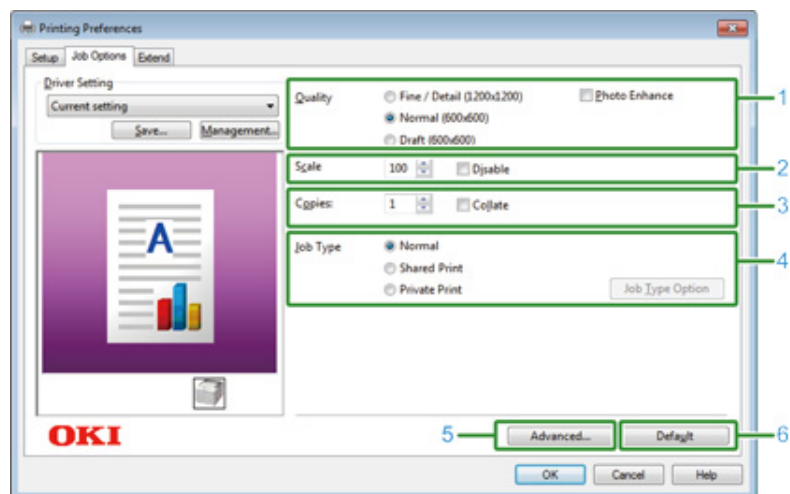 Printing Preferences
Setup Job Options Extend
Driver Setting
Current setting
Save... Management...
A
OKI
Quality Fine / Detail (1200x1200) Photo Enhance 1
Normal (600x600)
Draft (600x600)
Scale 100 Disable 2
Copies: 1 Collate 3
Job Type Normal 4
Shared Print
Private Print Job Type Option
5 Advanced... Default 6
OK Cancel Help